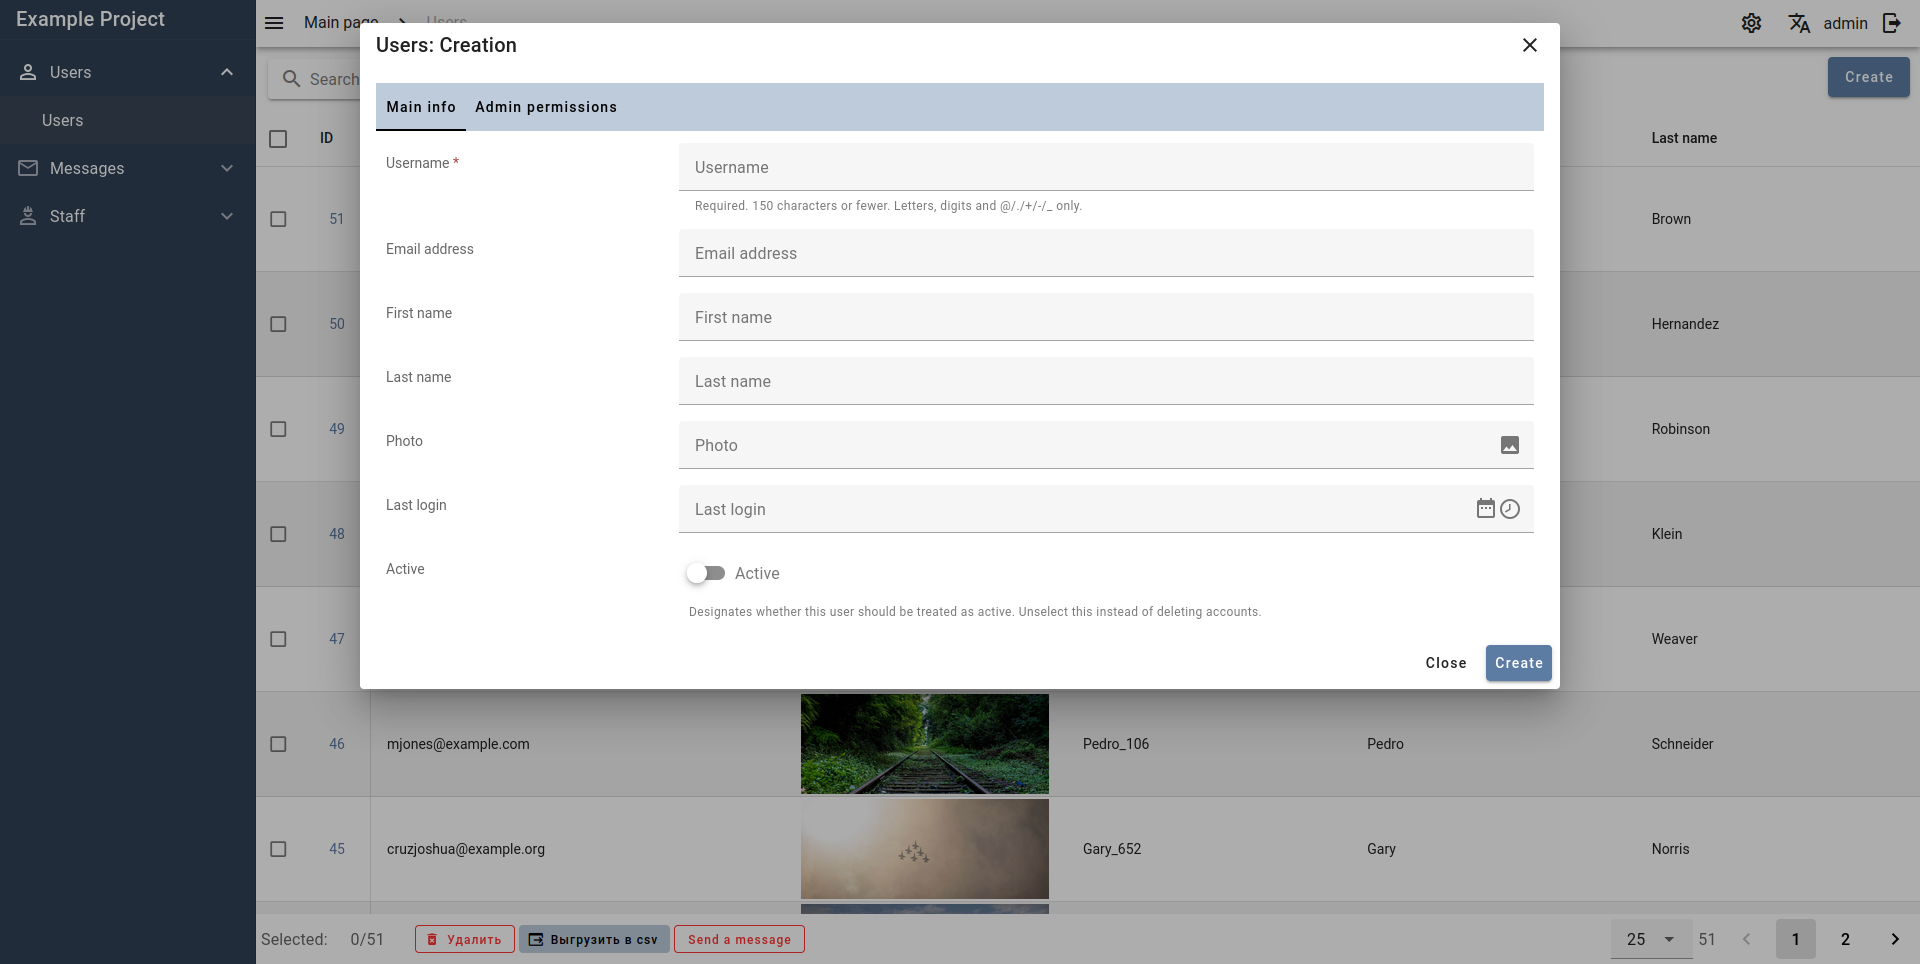 Example Project
Main page > Users
admin
Users
Users
Messages
Staff
Search
Create
ID
Last name
51
Brown
50
Hernandez
49
Robinson
48
Klein
47
Weaver
46
mjones@example.com
Pedro_106
Pedro
Schneider
45
cruzjoshua@example.org
Gary_652
Gary
Norris
Selected: 0/51
Удалить
Выгрузить в csv
Send a message
25
51
1
2
Users: Creation
Main info
Admin permissions
Username *
Username
Required. 150 characters or fewer. Letters, digits and @/./+/-/_ only.
Email address
Email address
First name
First name
Last name
Last name
Photo
Photo
Last login
Last login
Active
Active
Designates whether this user should be treated as active. Unselect this instead of deleting accounts.
Close
Create